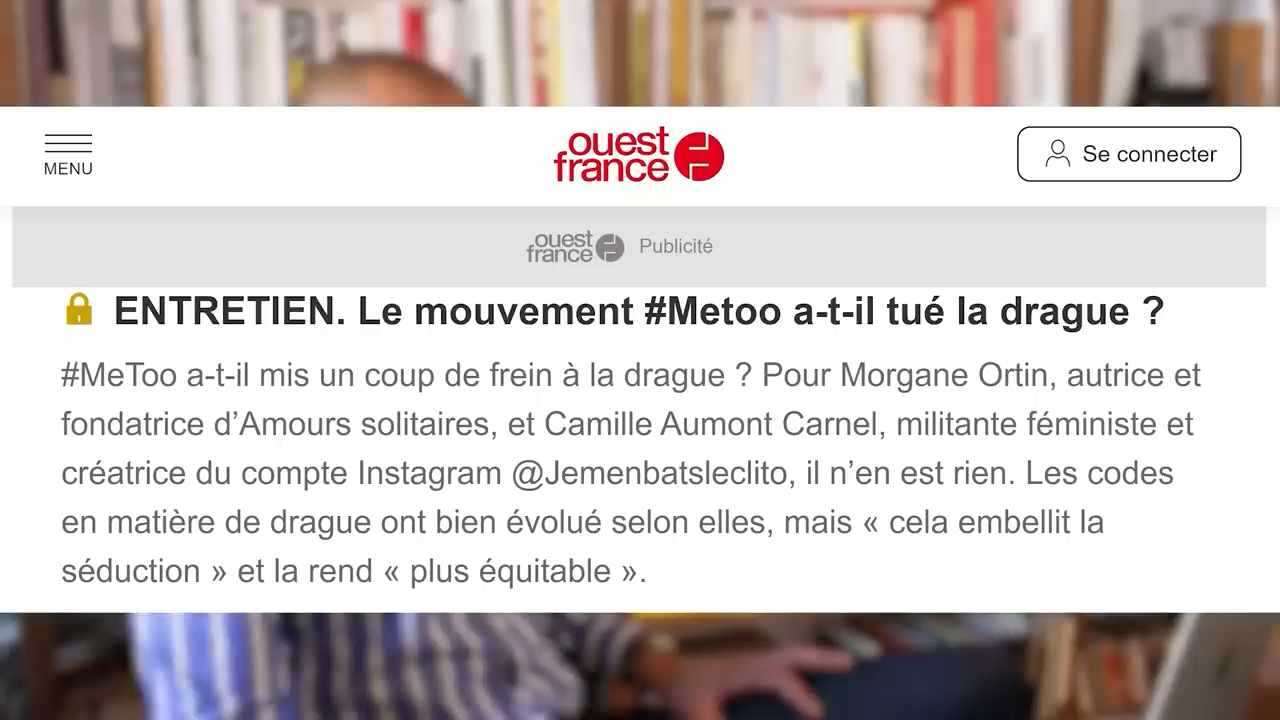 MENU
ouest
france
Se connecter
ouest
france
Publicité
ENTRETIEN. Le mouvement #Metoo a-t-il tué la drague ?
#MeToo a-t-il mis un coup de frein à la drague ? Pour Morgane Ortin, autrice et
fondatrice d’Amours solitaires, et Camille Aumont Carnel, militante féministe et
créatrice du compte Instagram @Jemenbatsleclito, il n’en est rien. Les codes
en matière de drague ont bien évolué selon elles, mais « cela embellit la
séduction » et la rend « plus équitable ».